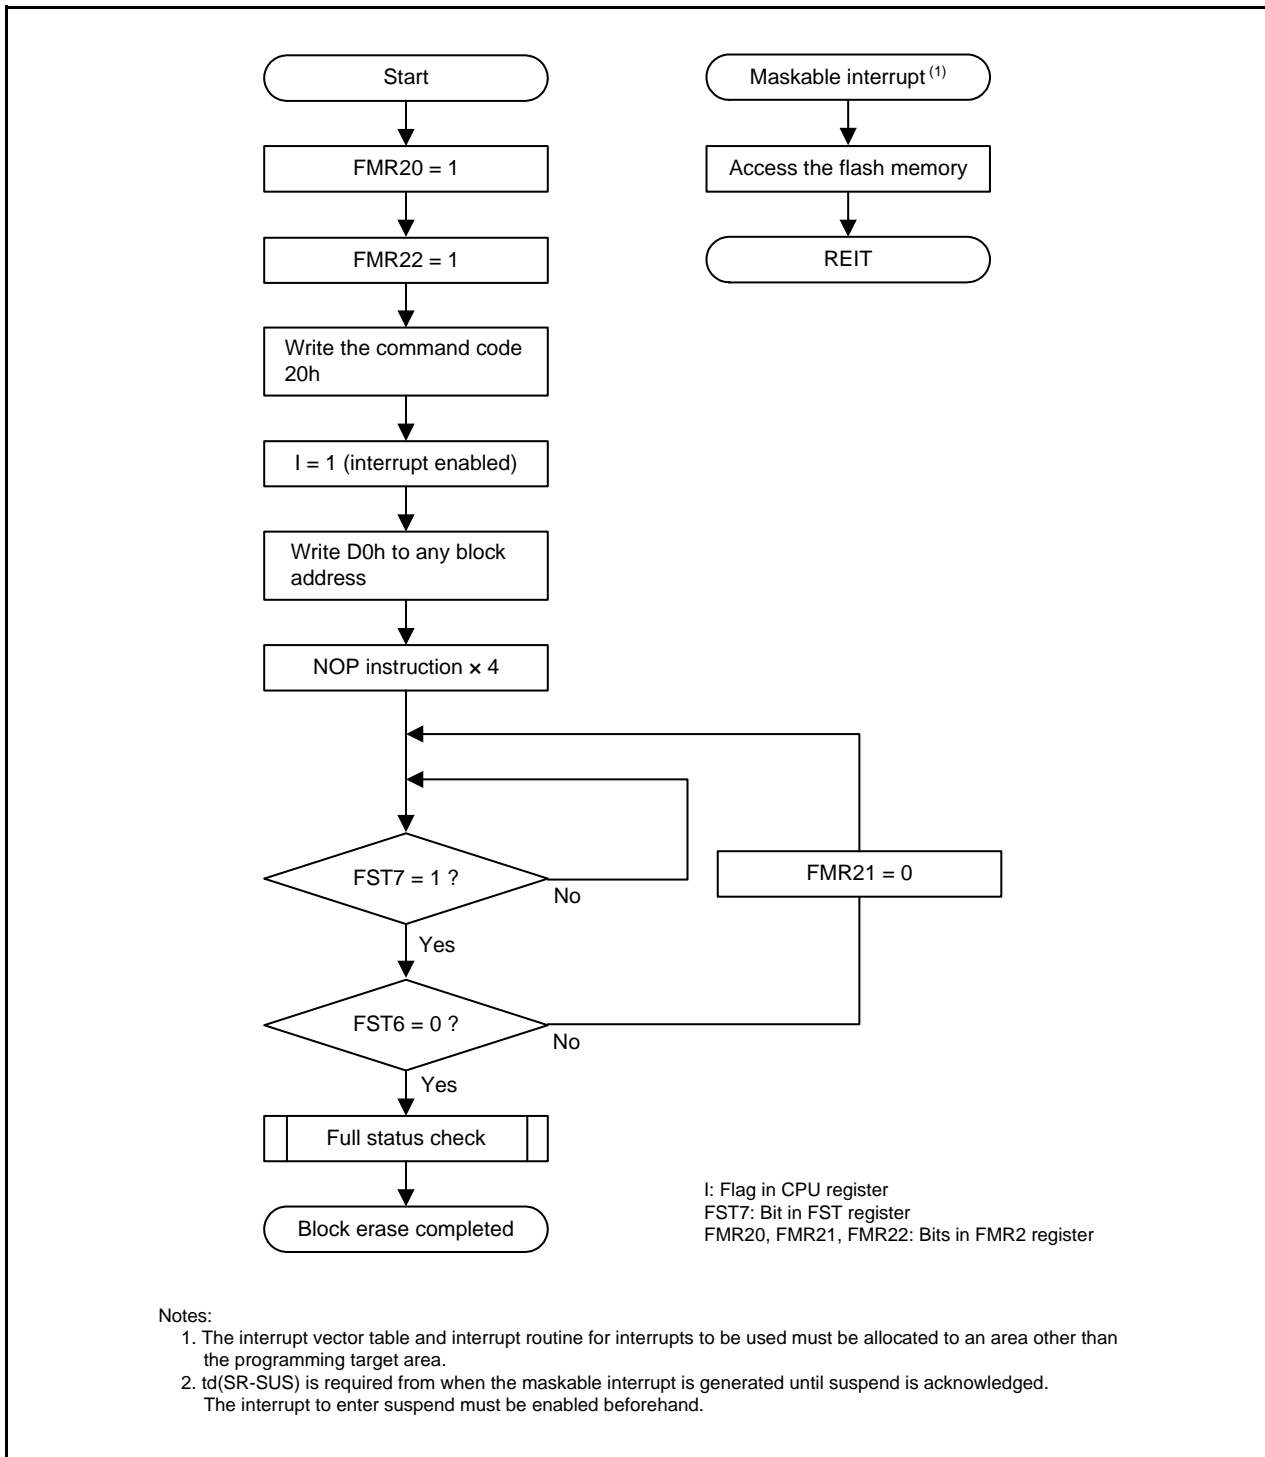 Start
FMR20 = 1
FMR22 = 1
Write the command code
20h
I = 1 (interrupt enabled)
Write D0h to any block
address
NOP instruction × 4
FST7 = 1 ?
No
Yes
FMR21 = 0
FST6 = 0 ?
No
Yes
Full status check
Block erase completed
Maskable interrupt (1)
Access the flash memory
REIT
I: Flag in CPU register
FST7: Bit in FST register
FMR20, FMR21, FMR22: Bits in FMR2 register
Notes:
1. The interrupt vector table and interrupt routine for interrupts to be used must be allocated to an area other than
the programming target area.
2. td(SR-SUS) is required from when the maskable interrupt is generated until suspend is acknowledged.
The interrupt to enter suspend must be enabled beforehand.